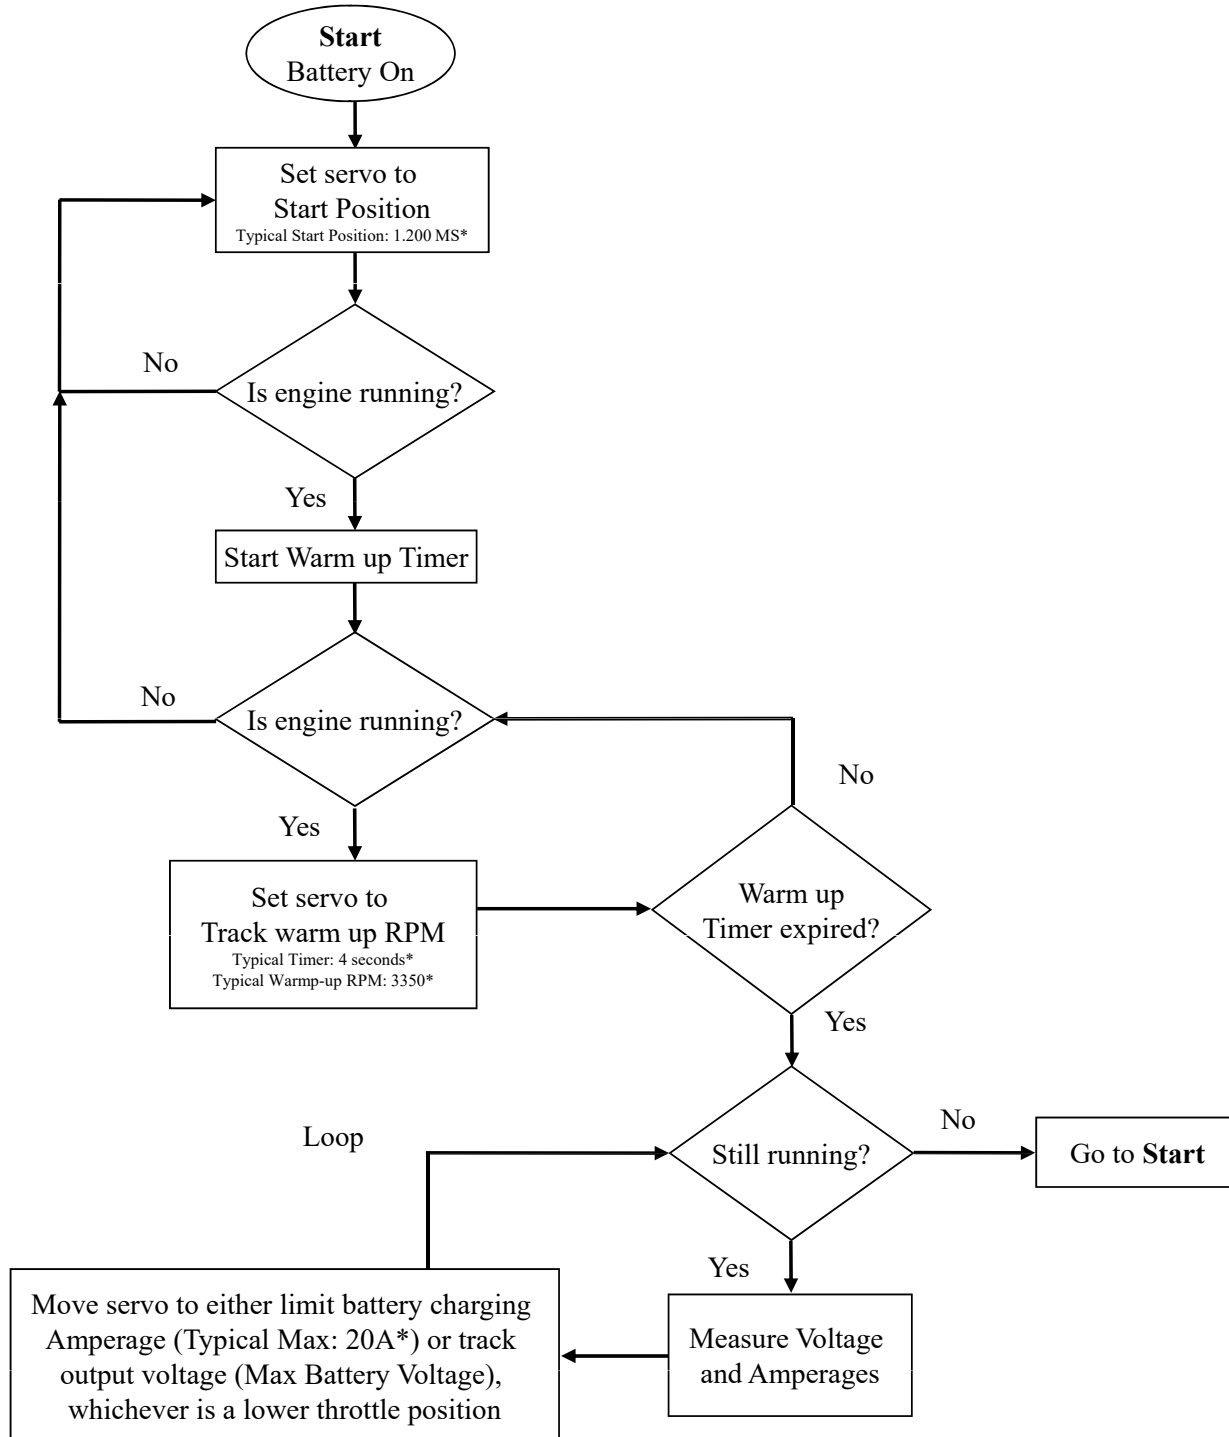 Start
Battery On
Set servo to
Start Position
Typical Start Position: 1.200 MS*
No
Is engine running?
Yes
Start Warm up Timer
No
Is engine running?
No
Yes
Set servo to
Track warm up RPM
Typical Timer: 4 seconds*
Typical Warmp-up RPM: 3350*
Warm up
Timer expired?
Yes
Loop
Still running?
No
Go to Start
Yes
Move servo to either limit battery charging
Amperage (Typical Max: 20A*) or track
output voltage (Max Battery Voltage),
whichever is a lower throttle position
Measure Voltage
and Amperages